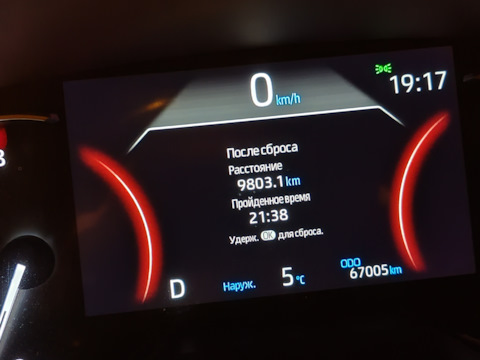 0 km/h
19:17
После сброса
Расстояние
9803.1 km
Пройденное время
21:38
Удерж. OK для сброса.
D
Наруж. 5 °C
ODO
67005 km